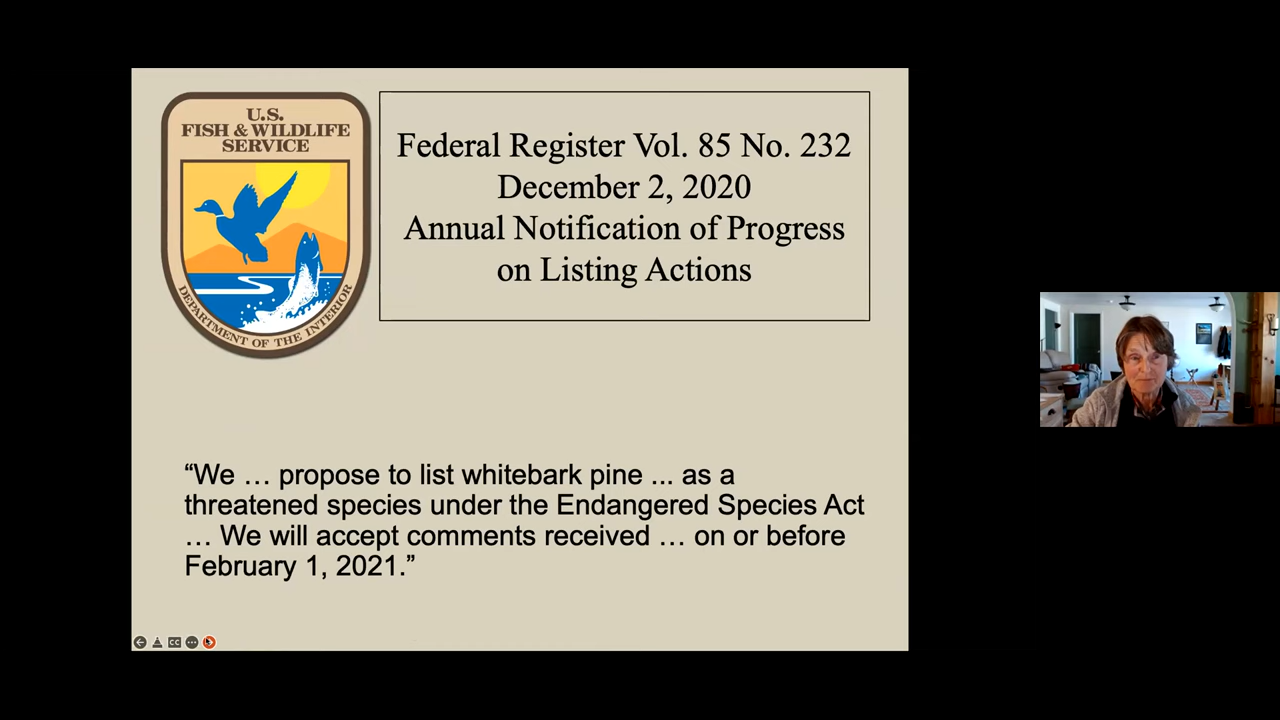 U.S.
FISH & WILDLIFE
SERVICE
DEPARTMENT OF THE INTERIOR
Federal Register Vol. 85 No. 232
December 2, 2020
Annual Notification of Progress
on Listing Actions
“We … propose to list whitebark pine ... as a
threatened species under the Endangered Species Act
… We will accept comments received … on or before
February 1, 2021.”
CC